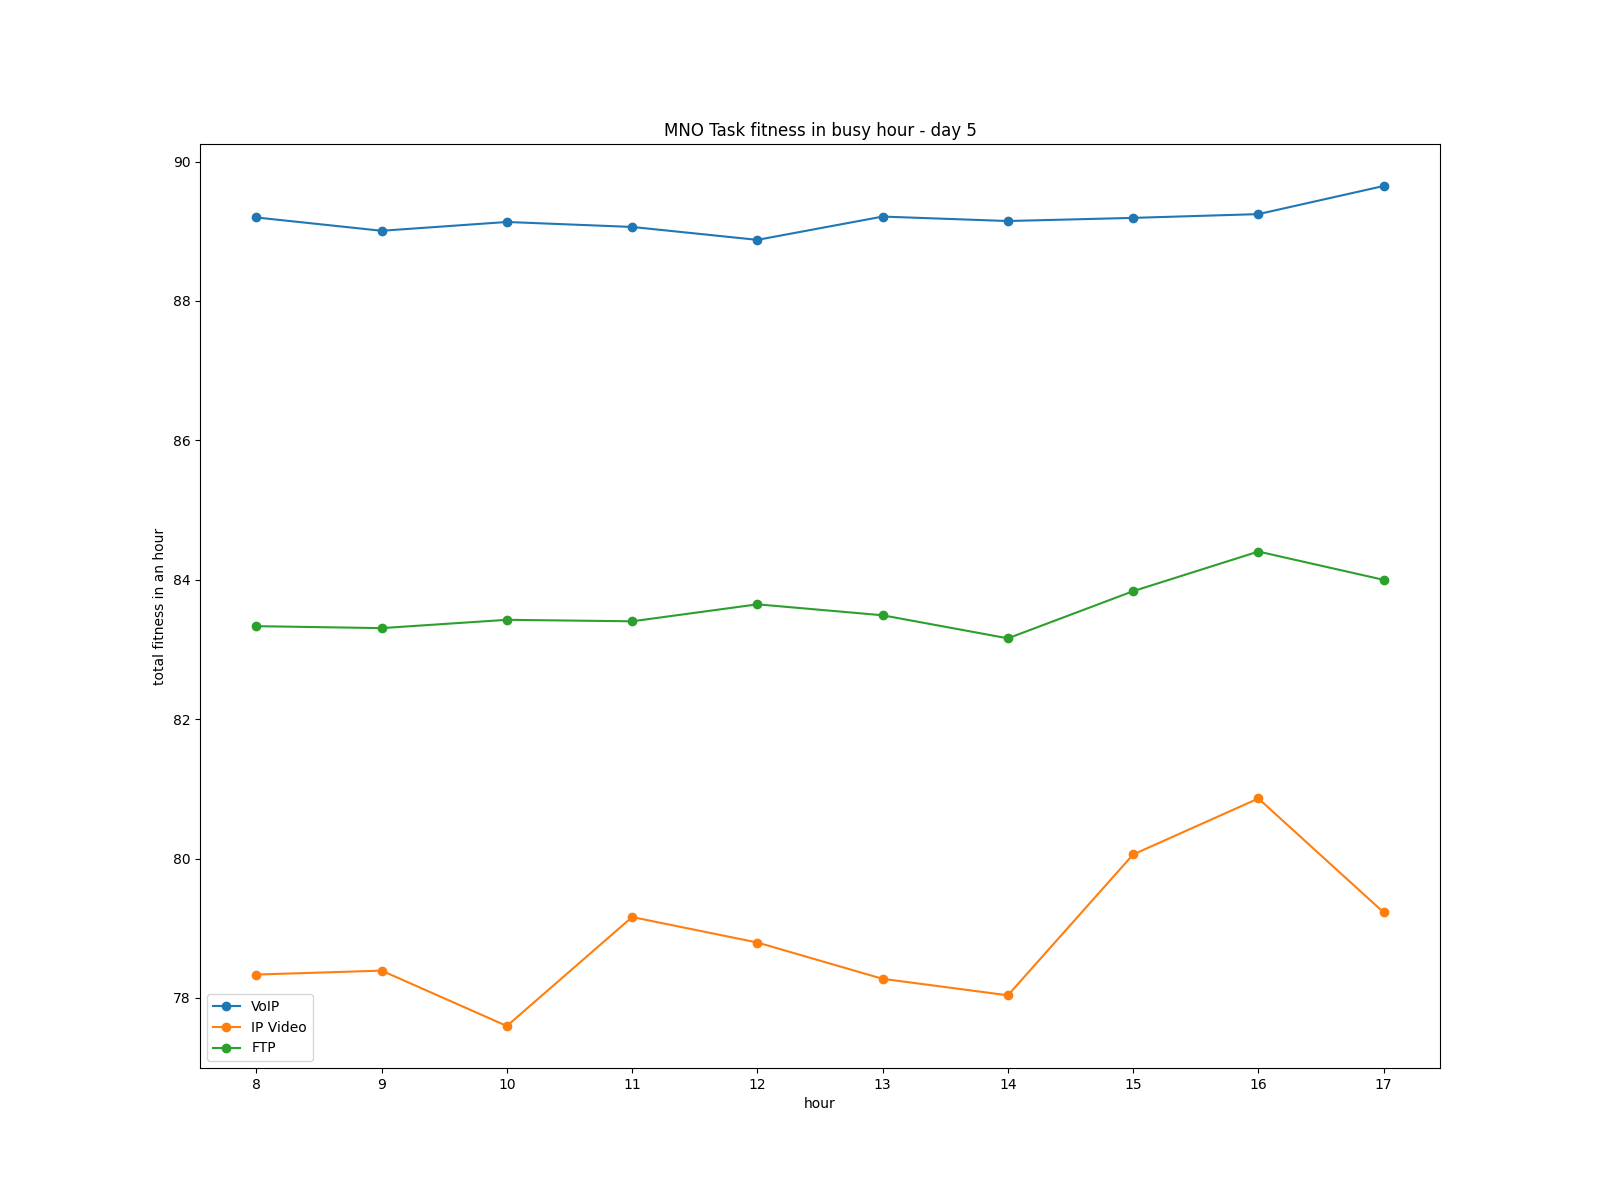 MNO Task fitness in busy hour - day 5
90
88
86
84
82
80
78
total fitness in an hour
VoIP
IP Video
FTP
8 9 10 11 12 13 14 15 16 17
hour